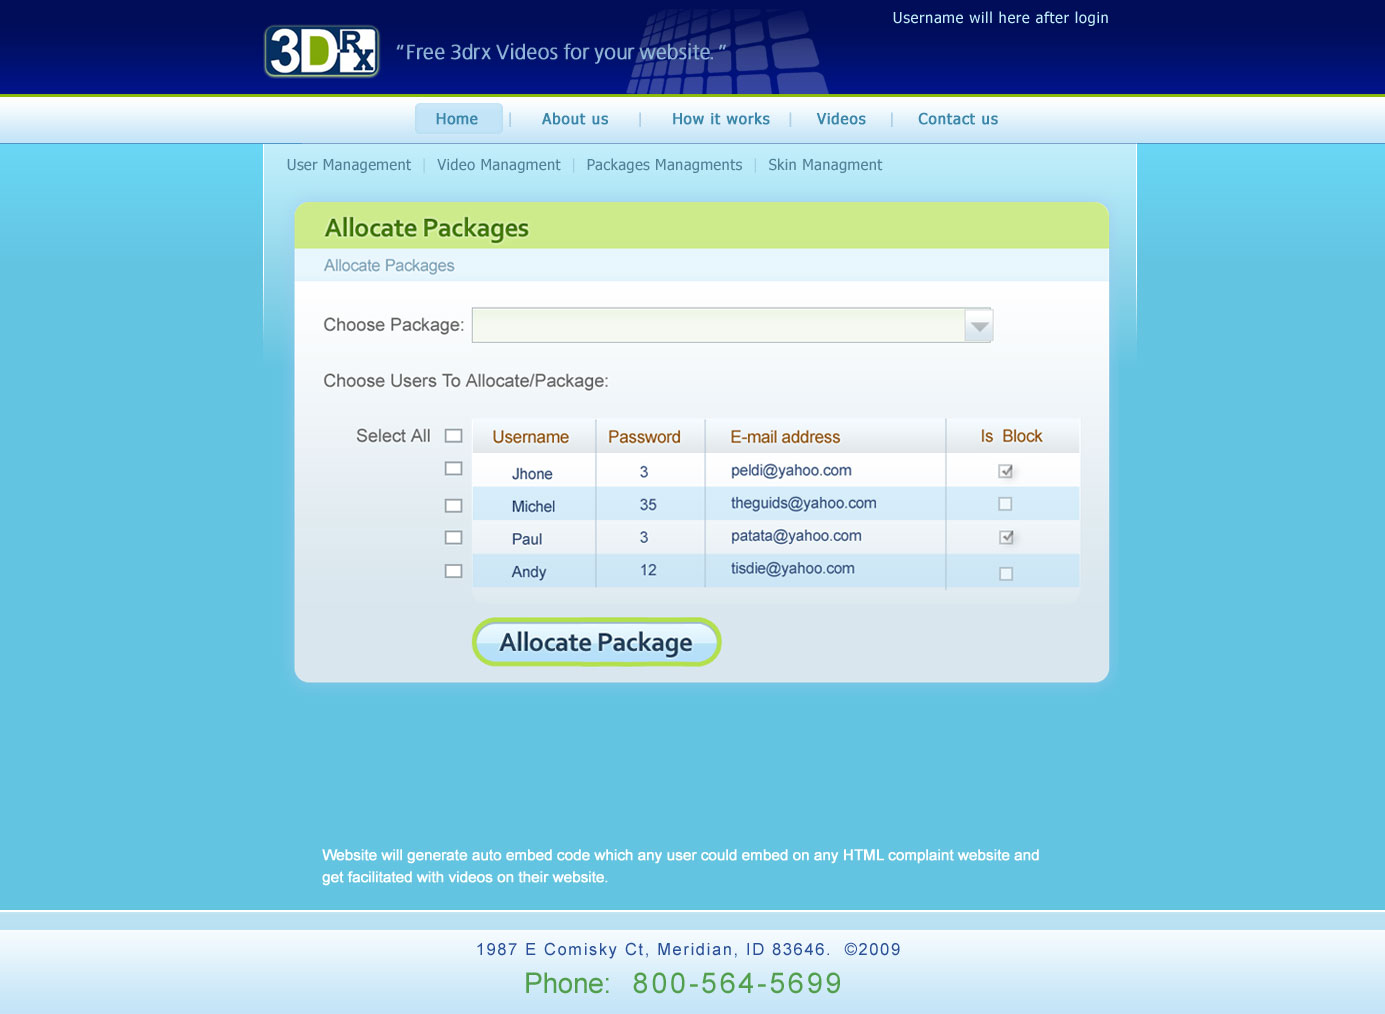 Username will here after login
3DRx
“Free 3drx Videos for your website.”
Home | About us | How it works | Videos | Contact us
User Management | Video Managment | Packages Managments | Skin Managment
Allocate Packages
Allocate Packages
Choose Package:
Choose Users To Allocate/Package:
Select All Username Password E-mail address Is Block
Jhone 3 peldi@yahoo.com
Michel 35 theguids@yahoo.com
Paul 3 patata@yahoo.com
Andy 12 tisdie@yahoo.com
Allocate Package
Website will generate auto embed code which any user could embed on any HTML complaint website and
get facilitated with videos on their website.
1987 E Comisky Ct, Meridian, ID 83646. ©2009
Phone: 800-564-5699